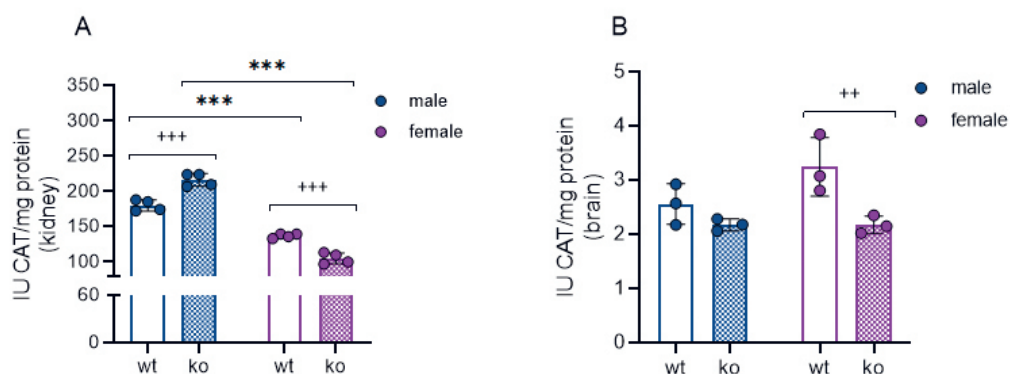 A
IU CAT/mg protein
(kidney)
350
300
250
200
150
100
60
0
***
***
+++
+++
male
female
wt
ko
wt
ko
B
IU CAT/mg protein
(brain)
5
4
3
2
1
0
++
male
female
wt
ko
wt
ko